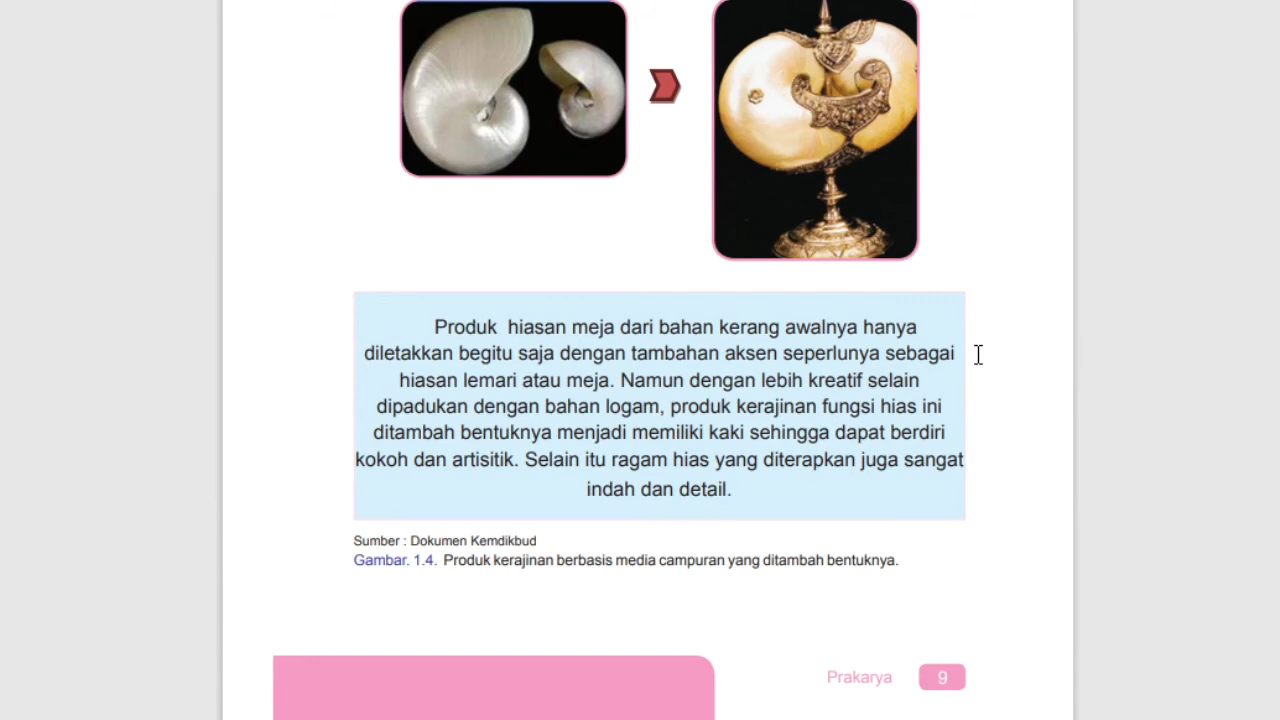 Produk hiasan meja dari bahan kerang awalnya hanya
diletakkan begitu saja dengan tambahan aksen seperlunya sebagai
hiasan lemari atau meja. Namun dengan lebih kreatif selain
dipadukan dengan bahan logam, produk kerajinan fungsi hias ini
ditambah bentuknya menjadi memiliki kaki sehingga dapat berdiri
kokoh dan artisitik. Selain itu ragam hias yang diterapkan juga sangat
indah dan detail.
Sumber : Dokumen Kemdikbud
Gambar. 1.4. Produk kerajinan berbasis media campuran yang ditambah bentuknya.
Prakarya 9